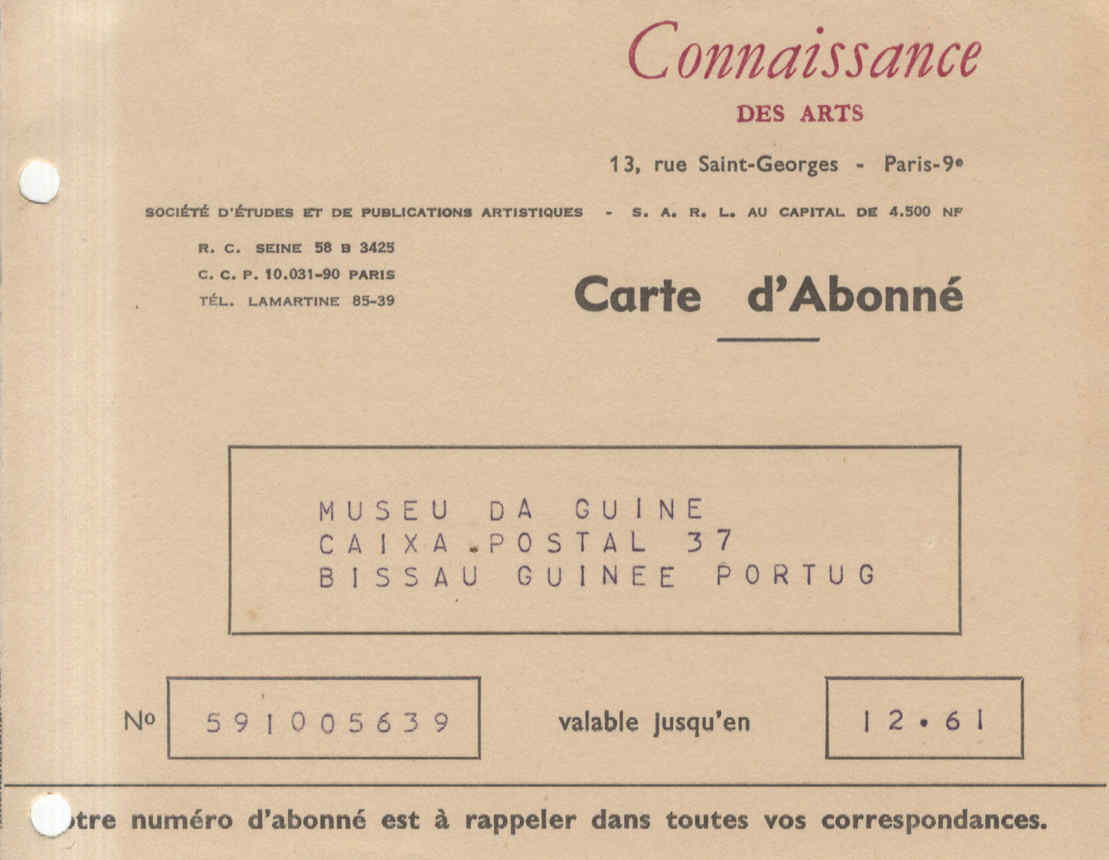 Connaissance
DES ARTS
13, rue Saint-Georges - Paris-9e
SOCIÉTÉ D'ÉTUDES ET DE PUBLICATIONS ARTISTIQUES - S. A. R. L. AU CAPITAL DE 4.500 NF
R. C. SEINE 58 B 3425
C. C. P. 10.031-90 PARIS
TÉL. LAMARTINE 85-39
Carte d'Abonné
MUSEU DA GUINE
CAIXA POSTAL 37
BISSAU GUINEE PORTUG
No 591005639 valable jusqu'en 12.61
otre numéro d'abonné est à rappeler dans toutes vos correspondances.